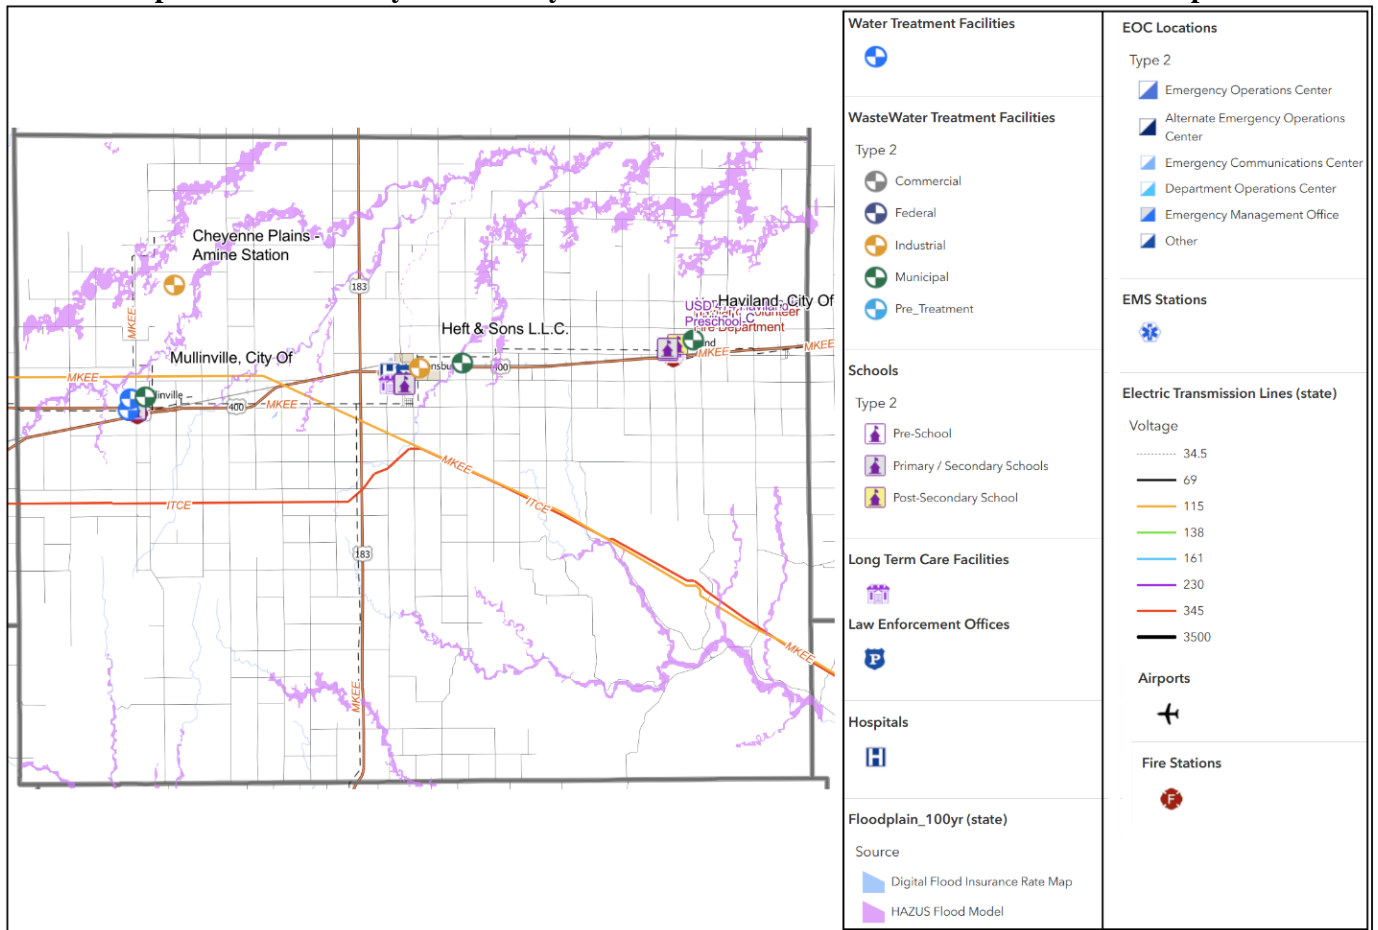 Cheyenne Plains -
Amine Station
183
MKEE
Heft & Sons L.L.C.
Haviland, City Of
Preschool C
Department
Mullinville, City Of
MKEE
MKEE
MKEE
400
linville
400
MKEE
MKEE
ITCE
ITCE
183
MKEE
MKEE
Water Treatment Facilities
WasteWater Treatment Facilities
Type 2
Commercial
Federal
Industrial
Municipal
Pre_Treatment
Schools
Type 2
Pre-School
Primary / Secondary Schools
Post-Secondary School
Long Term Care Facilities
Law Enforcement Offices
P
Hospitals
H
Floodplain_100yr (state)
Source
Digital Flood Insurance Rate Map
HAZUS Flood Model
EOC Locations
Type 2
Emergency Operations Center
Alternate Emergency Operations
Center
Emergency Communications Center
Department Operations Center
Emergency Management Office
Other
EMS Stations
Electric Transmission Lines (state)
Voltage
34.5
69
115
138
161
230
345
3500
Airports
Fire Stations
F